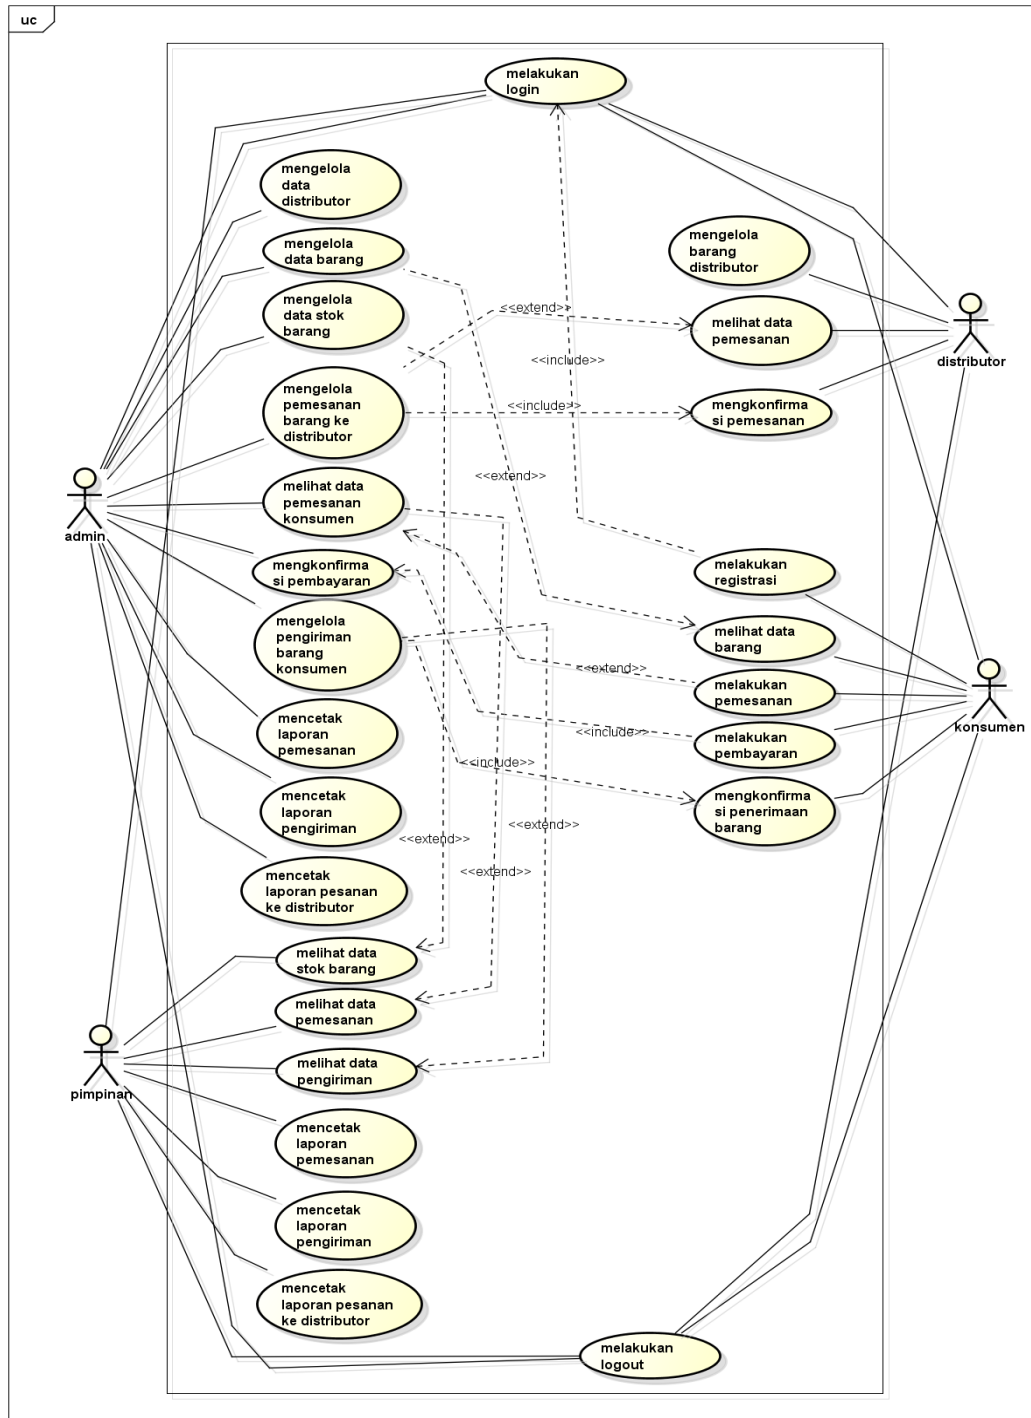 uc
melakukan
login
mengelola
data
distributor
mengelola
data barang
mengelola
data stok
barang
mengelola
pemesanan
barang ke
distributor
melihat data
pemesanan
konsumen
mengkonfirma
si pembayaran
mengelola
pengiriman
barang
konsumen
mencetak
laporan
pemesanan
mencetak
laporan
pengiriman
mencetak
laporan pesanan
ke distributor
melihat data
stok barang
melihat data
pemesanan
melihat data
pengiriman
mencetak
laporan
pemesanan
mencetak
laporan
pengiriman
mencetak
laporan pesanan
ke distributor
melakukan
logout
admin
pimpinan
<<extend>>
<<include>>
<<include>>
<<extend>>
<<extend>>
<<include>>
<<include>>
<<extend>>
<<extend>>
<<extend>>
mengelola
barang
distributor
melihat data
pemesanan
mengkonfirma
si pemesanan
melakukan
registrasi
melihat data
barang
melakukan
pemesanan
melakukan
pembayaran
mengkonfirma
si penerimaan
barang
distributor
konsumen